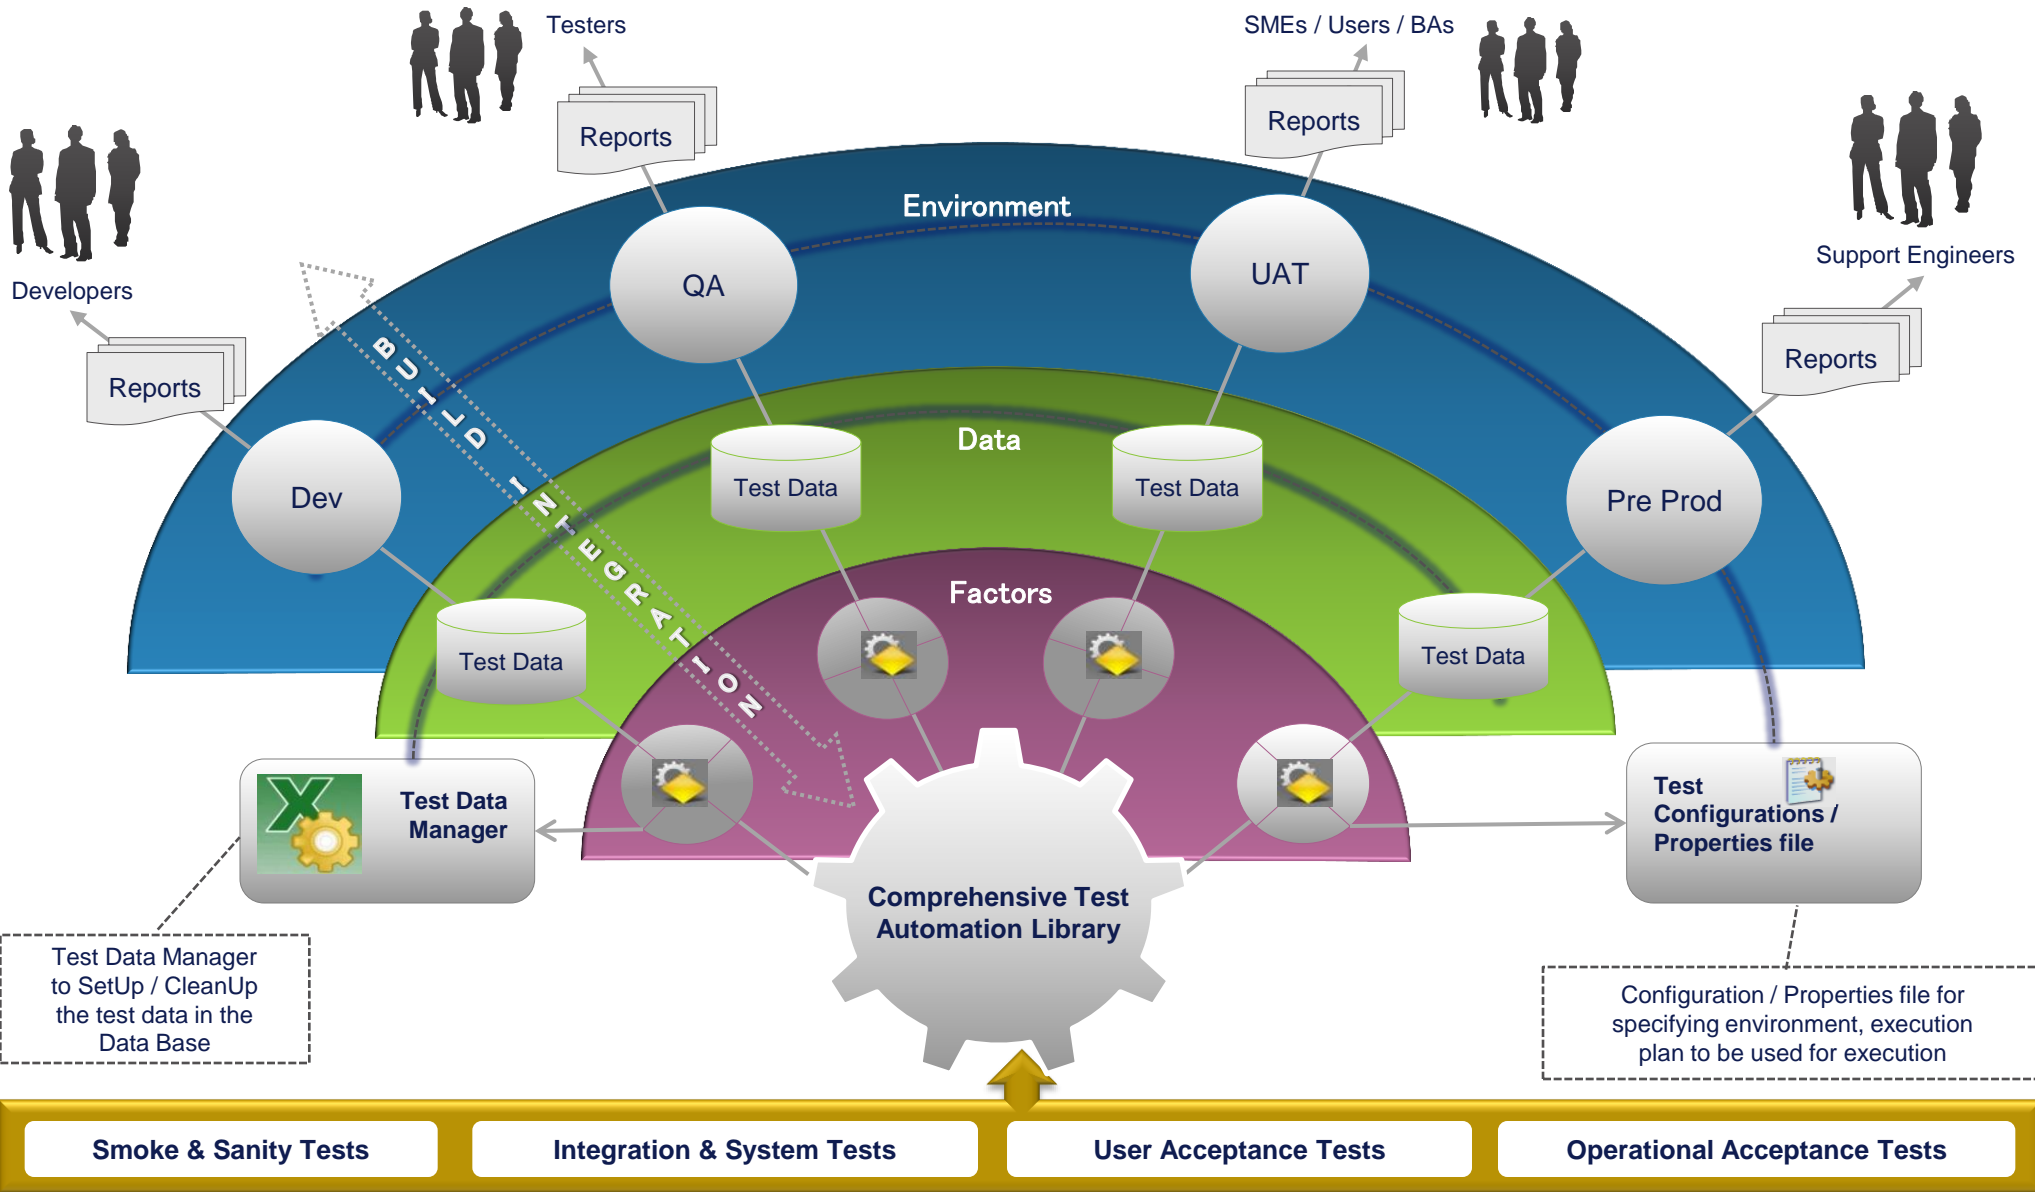 Testers
SMEs / Users / BAs
Reports
Reports
Environment
Support Engineers
QA
UAT
Developers
Reports
Reports
BUILD INTEGRATION
Data
Dev
Test Data
Test Data
Pre Prod
Factors
Test Data
Test Data
Test Data
Manager
Test
Configurations /
Properties file
Comprehensive Test
Automation Library
Test Data Manager
to SetUp / CleanUp
the test data in the
Data Base
Configuration / Properties file for
specifying environment, execution
plan to be used for execution
Smoke & Sanity Tests
Integration & System Tests
User Acceptance Tests
Operational Acceptance Tests